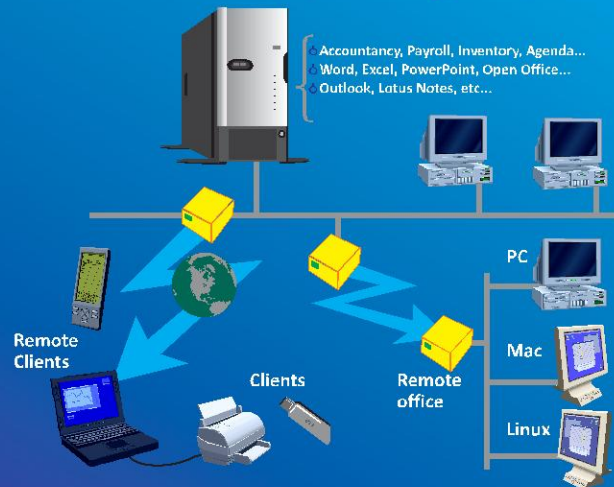 Accountancy, Payroll, Inventory, Agenda...
Word, Excel, PowerPoint, Open Office...
Outlook, Lotus Notes, etc...
PC
Remote
Clients
Mac
Clients
Remote
office
Linux